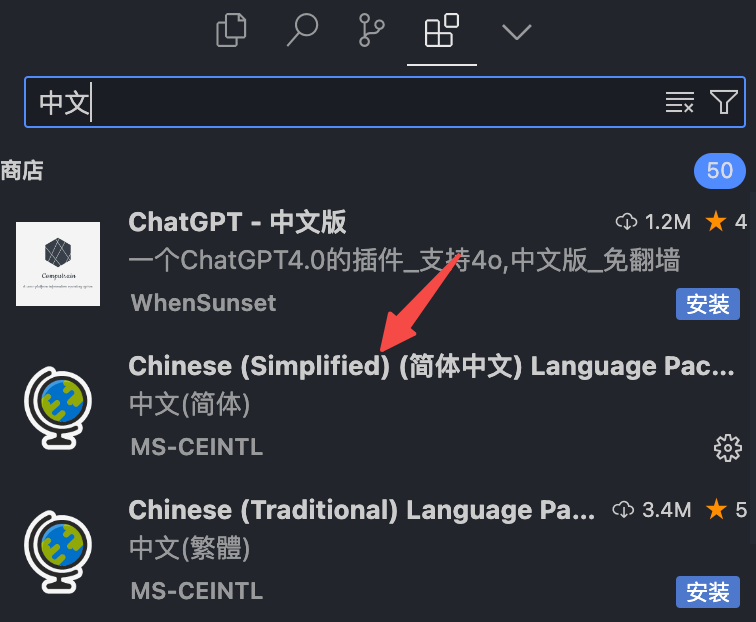 中文
商店
50
ChatGPT - 中文版
1.2M
4
一个ChatGPT4.0的插件_支持4o,中文版_免翻墙
WhenSunset
安装
Chinese (Simplified) (简体中文) Language Pac...
中文(简体)
MS-CEINTL
Chinese (Traditional) Language Pa...
3.4M
5
中文(繁體)
MS-CEINTL
安装